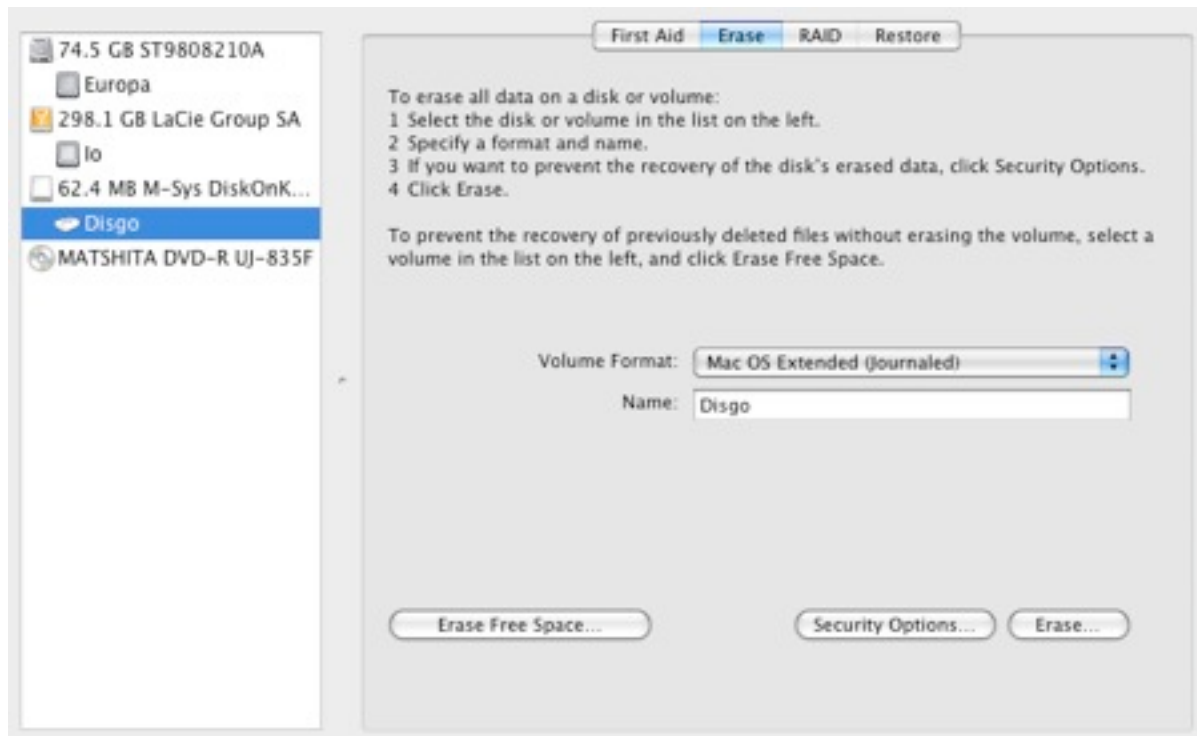 74.5 GB ST9808210A
Europa
298.1 GB LaCie Group SA
Io
62.4 MB M-Sys DiskOnK...
Disgo
MATSHITA DVD-R UJ-835F
First Aid Erase RAID Restore
To erase all data on a disk or volume:
1 Select the disk or volume in the list on the left.
2 Specify a format and name.
3 If you want to prevent the recovery of the disk's erased data, click Security Options.
4 Click Erase.
To prevent the recovery of previously deleted files without erasing the volume, select a
volume in the list on the left, and click Erase Free Space.
Volume Format: Mac OS Extended (Journaled)
Name: Disgo
Erase Free Space... Security Options... Erase...